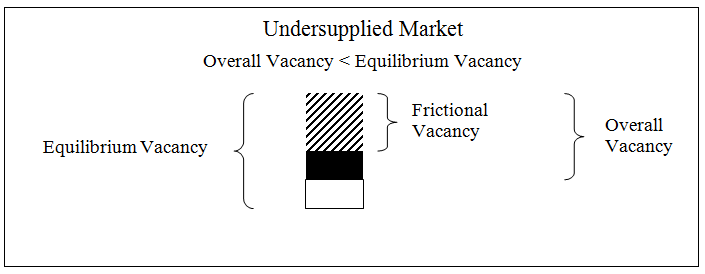 Undersupplied Market
Overall Vacancy < Equilibrium Vacancy
Frictional
Vacancy
Overall
Vacancy
Equilibrium Vacancy